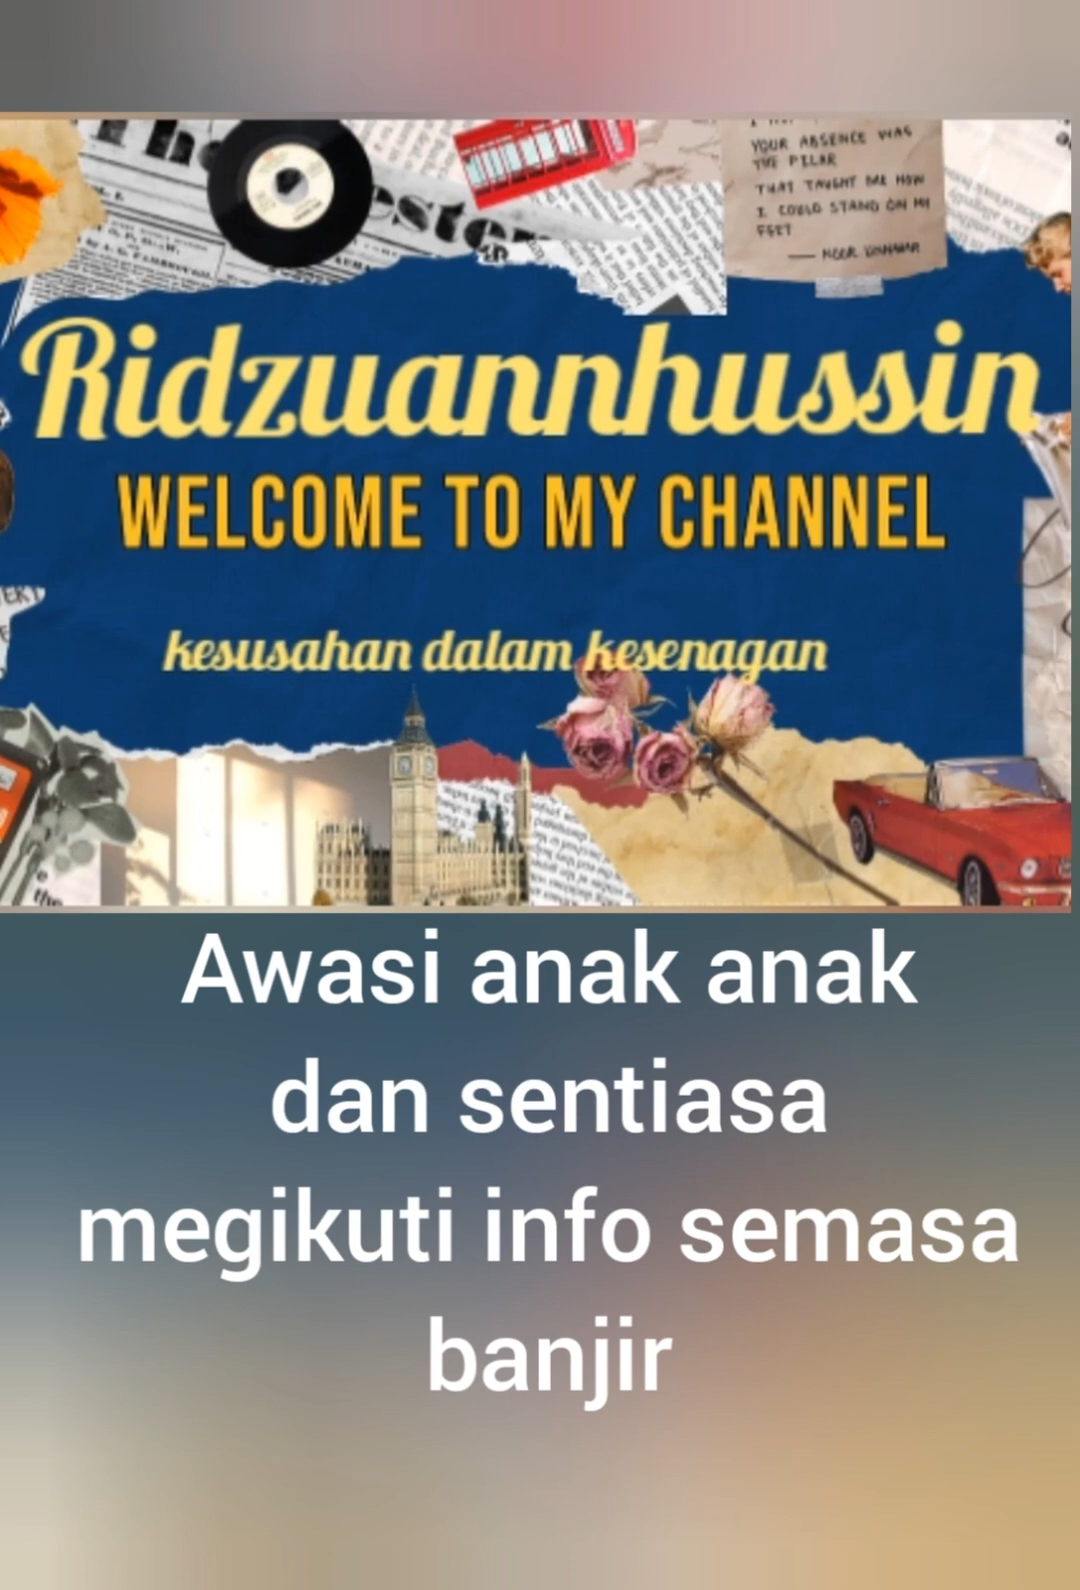 YOUR ABSENCE WAS
THE PILAR
THAT TAUGHT ME HOW
I COULD STAND ON MY
FEET
Ridzuannhussin
WELCOME TO MY CHANNEL
kesusahan dalam kesenagan
Awasi anak anak
dan sentiasa
megikuti info semasa
banjir